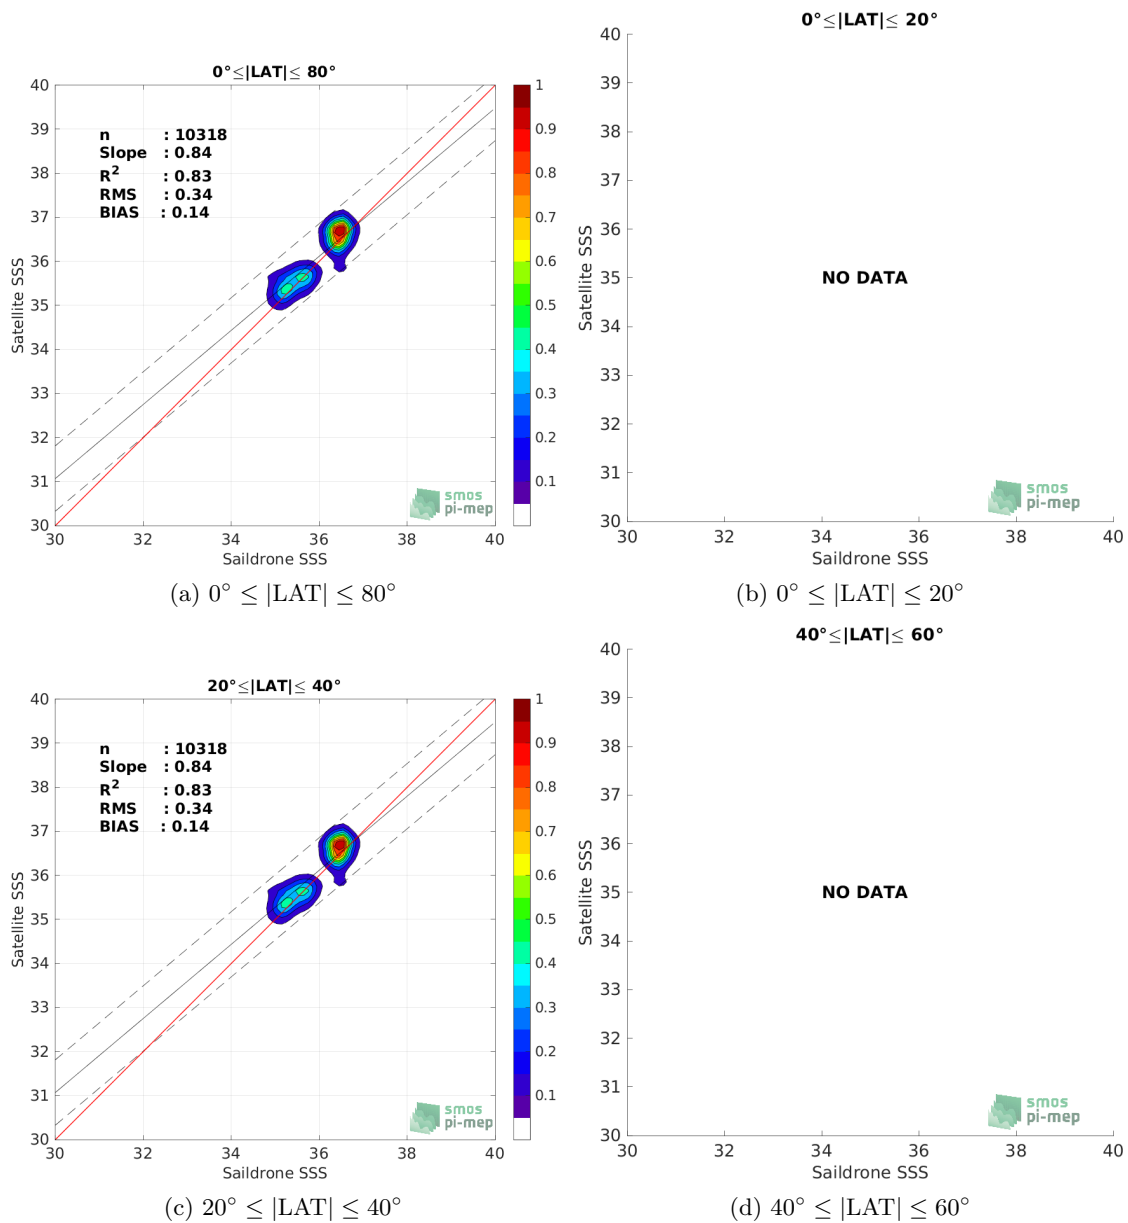 0°≤|LAT|≤ 80°
40
39
38
37
36
35
34
33
32
31
30
30
32
34
36
38
40
Satellite SSS
Saildrone SSS
n : 10318
Slope : 0.84
R² : 0.83
RMS : 0.34
BIAS : 0.14
1
0.9
0.8
0.7
0.6
0.5
0.4
0.3
0.2
0.1
smos
pi-mep
(a) 0° ≤ |LAT| ≤ 80°
0°≤|LAT|≤ 20°
40
39
38
37
36
35
34
33
32
31
30
30
32
34
36
38
40
Satellite SSS
Saildrone SSS
NO DATA
smos
pi-mep
(b) 0° ≤ |LAT| ≤ 20°
20°≤|LAT|≤ 40°
40
39
38
37
36
35
34
33
32
31
30
30
32
34
36
38
40
Satellite SSS
Saildrone SSS
n : 10318
Slope : 0.84
R² : 0.83
RMS : 0.34
BIAS : 0.14
1
0.9
0.8
0.7
0.6
0.5
0.4
0.3
0.2
0.1
smos
pi-mep
(c) 20° ≤ |LAT| ≤ 40°
40°≤|LAT|≤ 60°
40
39
38
37
36
35
34
33
32
31
30
30
32
34
36
38
40
Satellite SSS
Saildrone SSS
NO DATA
smos
pi-mep
(d) 40° ≤ |LAT| ≤ 60°